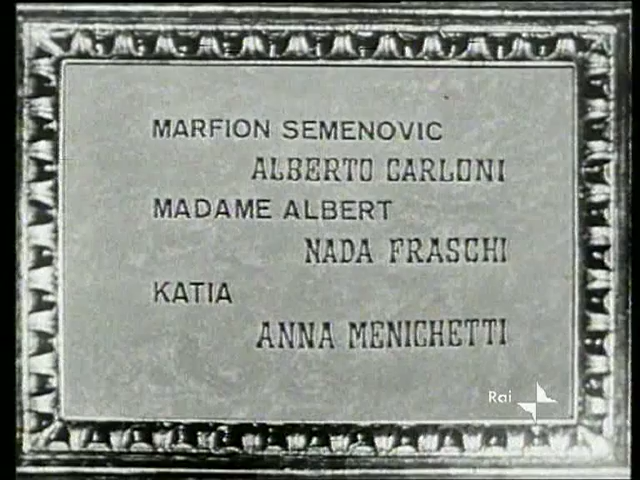 MARFION SEMENOVIC
ALBERTO CARLONI
MADAME ALBERT
NADA FRASCHI
KATIA
ANNA MENICHETTI
Rai